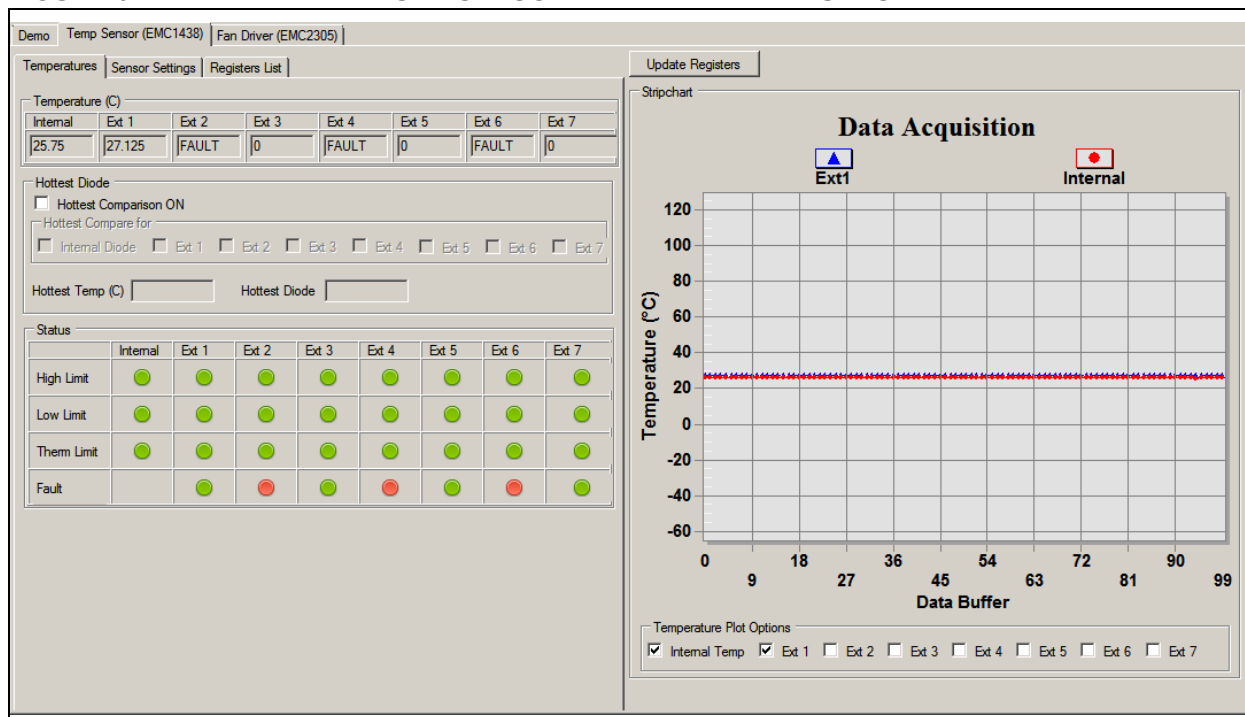 Demo Temp Sensor (EMC1438) Fan Driver (EMC2305)
Temperatures Sensor Settings Registers List
Temperature (C)
Internal Ext 1 Ext 2 Ext 3 Ext 4 Ext 5 Ext 6 Ext 7
25.75 27.125 FAULT 0 FAULT 0 FAULT 0
Hottest Diode
Hottest Comparison ON
Hottest Compare for
Internal Diode Ext 1 Ext 2 Ext 3 Ext 4 Ext 5 Ext 6 Ext 7
Hottest Temp (C) Hottest Diode
Status
Internal Ext 1 Ext 2 Ext 3 Ext 4 Ext 5 Ext 6 Ext 7
High Limit
Low Limit
Therm Limit
Fault
Update Registers
Stripchart
Data Acquisition
Ext1 Internal
120
100
80
60
40
20
0
-20
-40
-60
Temperature (°C)
0 18 36 54 72 90
9 27 45 63 81 99
Data Buffer
Temperature Plot Options
Internal Temp Ext 1 Ext 2 Ext 3 Ext 4 Ext 5 Ext 6 Ext 7